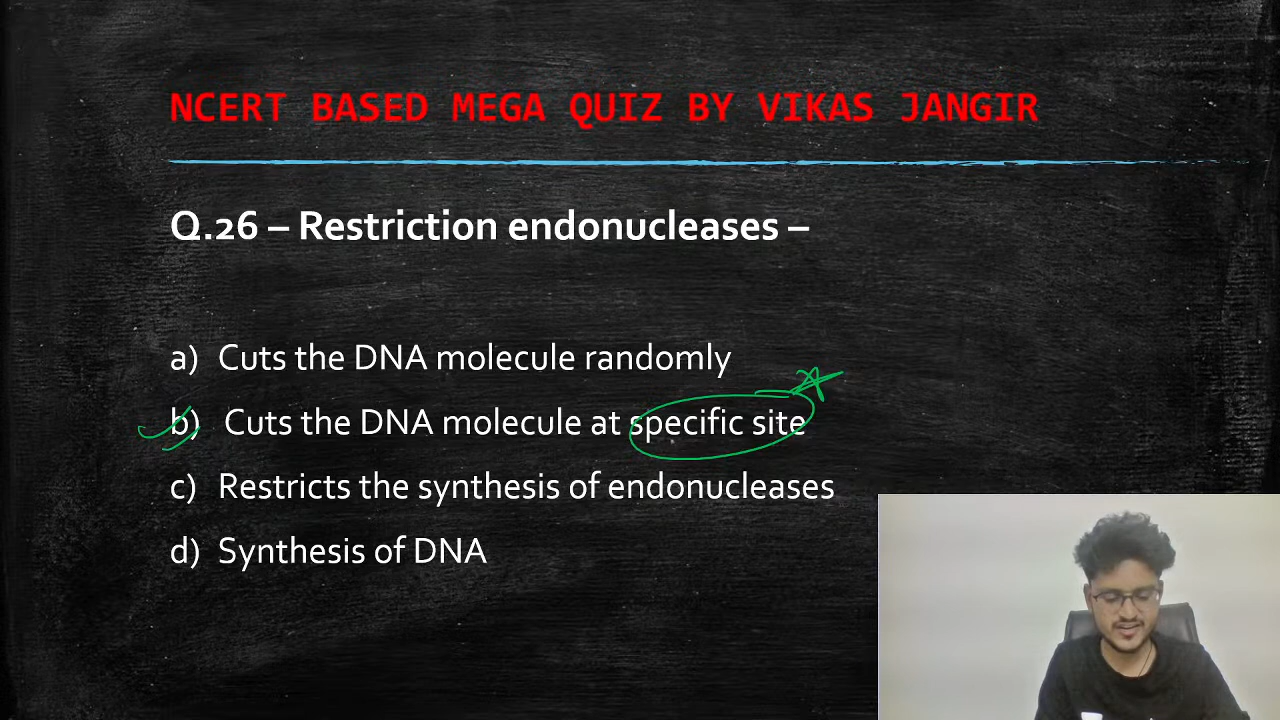 NCERT BASED MEGA QUIZ BY VIKAS JANGIR
Q.26 – Restriction endonucleases –
a) Cuts the DNA molecule randomly
b) Cuts the DNA molecule at specific site
c) Restricts the synthesis of endonucleases
d) Synthesis of DNA